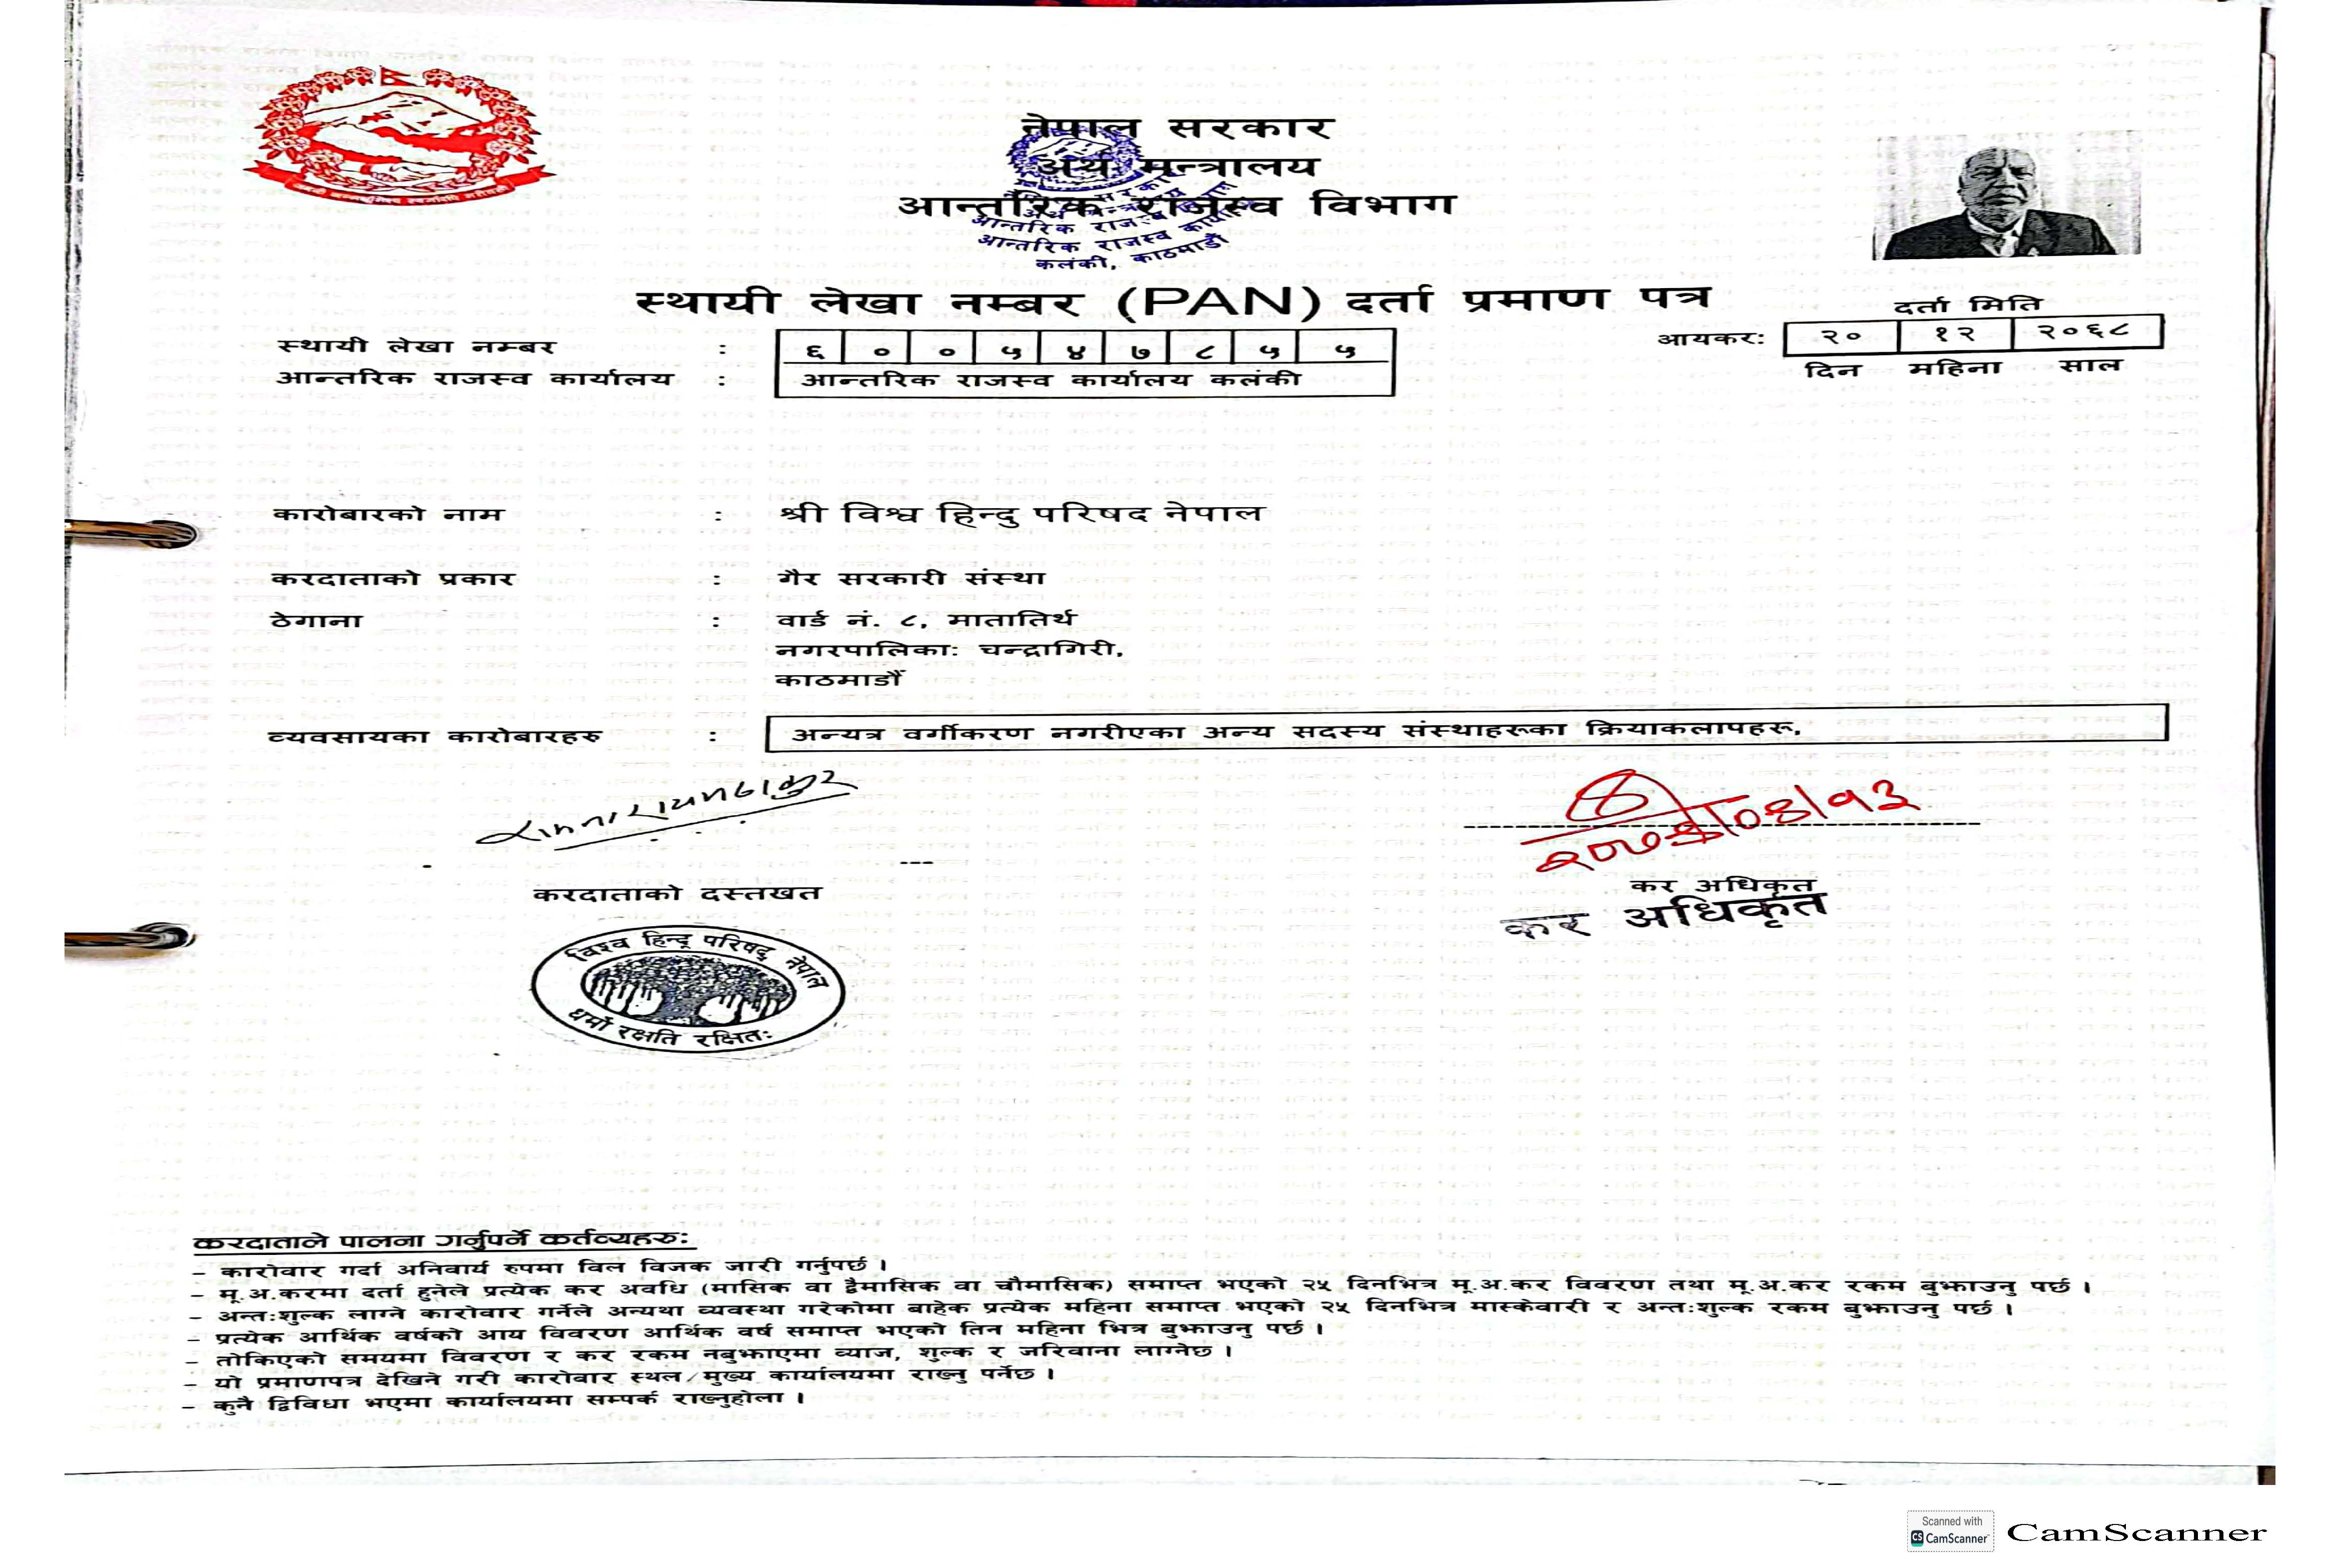 नेपाल सरकार
अर्थ मन्त्रालय
आन्तरिक राजस्व विभाग
आन्तरिक राजस्व
आन्तरिक राजस्व
कलंकी, काठमाडौं
स्थायी लेखा नम्बर (PAN) दर्ता प्रमाण पत्र
दर्ता मिति
स्थायी लेखा नम्बर : ६ ० ० ५ ४ ७ ८ ५ ५
आयकर: २० १२ २०६८
आन्तरिक राजस्व कार्यालय : आन्तरिक राजस्व कार्यालय कलंकी
दिन महिना साल
कारोबारको नाम : श्री विश्व हिन्दु परिषद नेपाल
करदाताको प्रकार : गैर सरकारी संस्था
ठेगाना : वार्ड नं. ८, मातातिर्थ
नगरपालिका: चन्द्रागिरी,
काठमाडौं
व्यवसायका कारोबारहरु : अन्यत्र वर्गीकरण नगरीएका अन्य सदस्य संस्थाहरूका क्रियाकलापहरू,
करदाताको दस्तखत
कर अधिकृत
कर अधिकृत
विश्व हिन्दू परिषद् नेपाल
धर्मो रक्षति रक्षितः
करदाताले पालना गर्नुपर्ने कर्तव्यहरु:
– कारोवार गर्दा अनिवार्य रुपमा विल विजक जारी गर्नुपर्छ ।
– मू.अ.करमा दर्ता हुनेले प्रत्येक कर अवधि (मासिक वा द्वैमासिक वा चौमासिक) समाप्त भएको २५ दिनभित्र मू.अ.कर विवरण तथा मू.अ.कर रकम बुझाउनु पर्छ ।
– अन्तःशुल्क लाग्ने कारोवार गर्नेले अन्यथा व्यवस्था गरेकोमा बाहेक प्रत्येक महिना समाप्त भएको २५ दिनभित्र मास्केवारी र अन्तःशुल्क रकम बुझाउनु पर्छ ।
– प्रत्येक आर्थिक वर्षको आय विवरण आर्थिक वर्ष समाप्त भएको तिन महिना भित्र बुझाउनु पर्छ ।
– तोकिएको समयमा विवरण र कर रकम नबुझाएमा व्याज, शुल्क र जरिवाना लाग्नेछ ।
– यो प्रमाणपत्र देखिने गरी कारोवार स्थल/मुख्य कार्यालयमा राख्नु पर्नेछ ।
– कुनै द्विविधा भएमा कार्यालयमा सम्पर्क राख्नुहोला ।
Scanned with
CS CamScanner
CamScanner